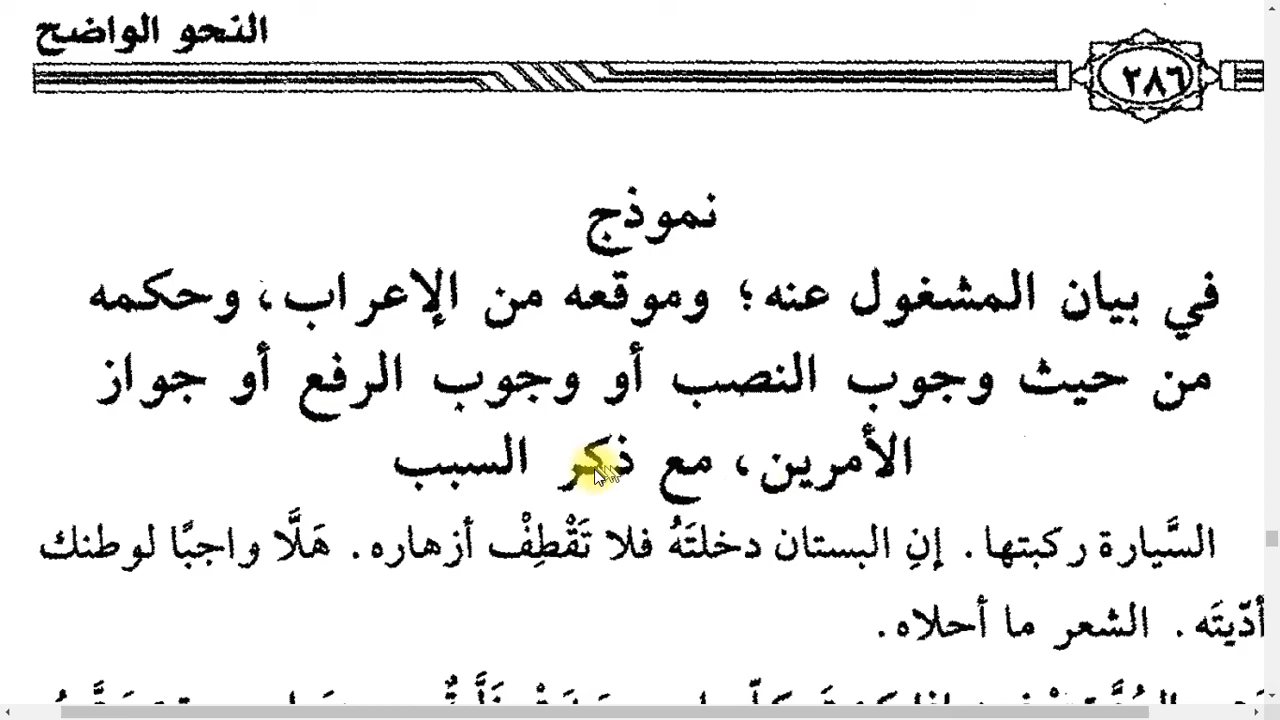 النحو الواضح
٢٨٦
نموذج
في بيان المشغول عنه؛ وموقعه من الإعراب، وحكمه
من حيث وجوب النصب أو وجوب الرفع أو جواز
الأمرين، مع ذكر السبب
السَّيارة ركبتها. إنِ البستان دخلتَهُ فلا تَقْطِفْ أزهاره. هَلَّا واجبًا لوطنك
أدّيتَه. الشعر ما أحلاه.